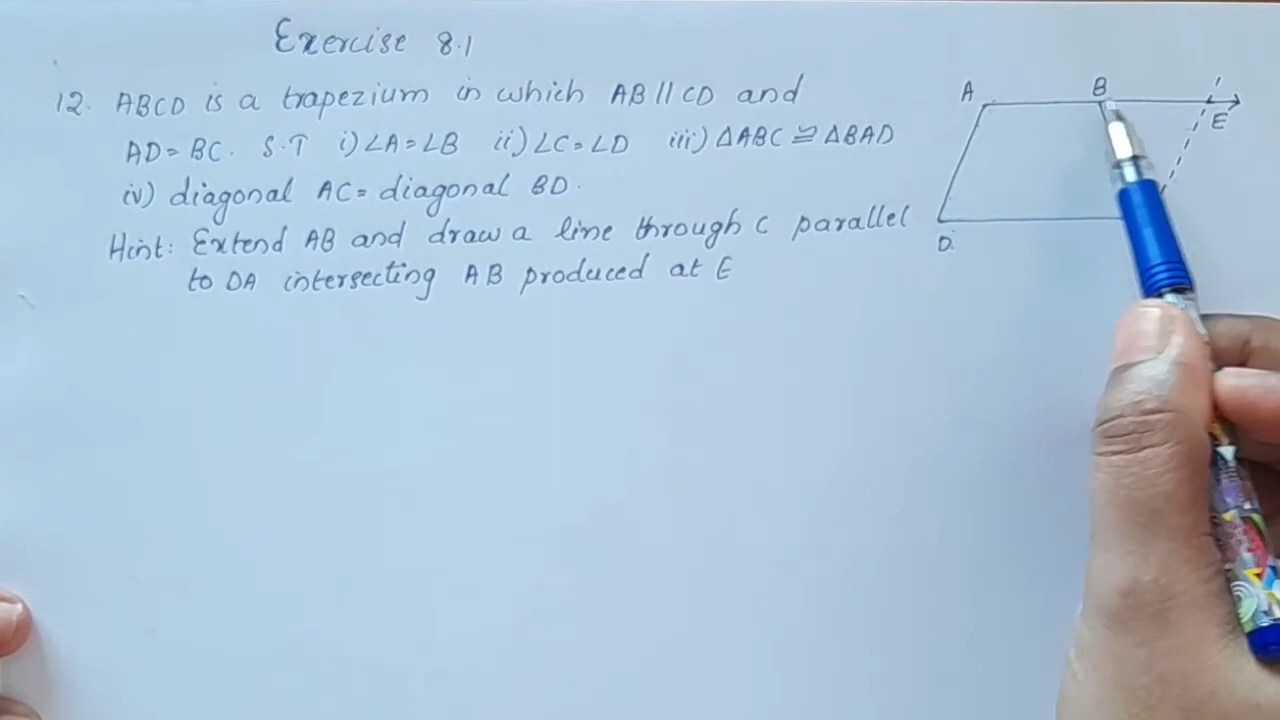 Exercise 8.1
12. ABCD is a trapezium in which AB || CD and
AD = BC. S.T i) ∠A = ∠B ii) ∠C = ∠D iii) ΔABC ≅ ΔBAD
iv) diagonal AC = diagonal BD.
Hint: Extend AB and draw a line through C parallel
to DA intersecting AB produced at E
A B
E
D.